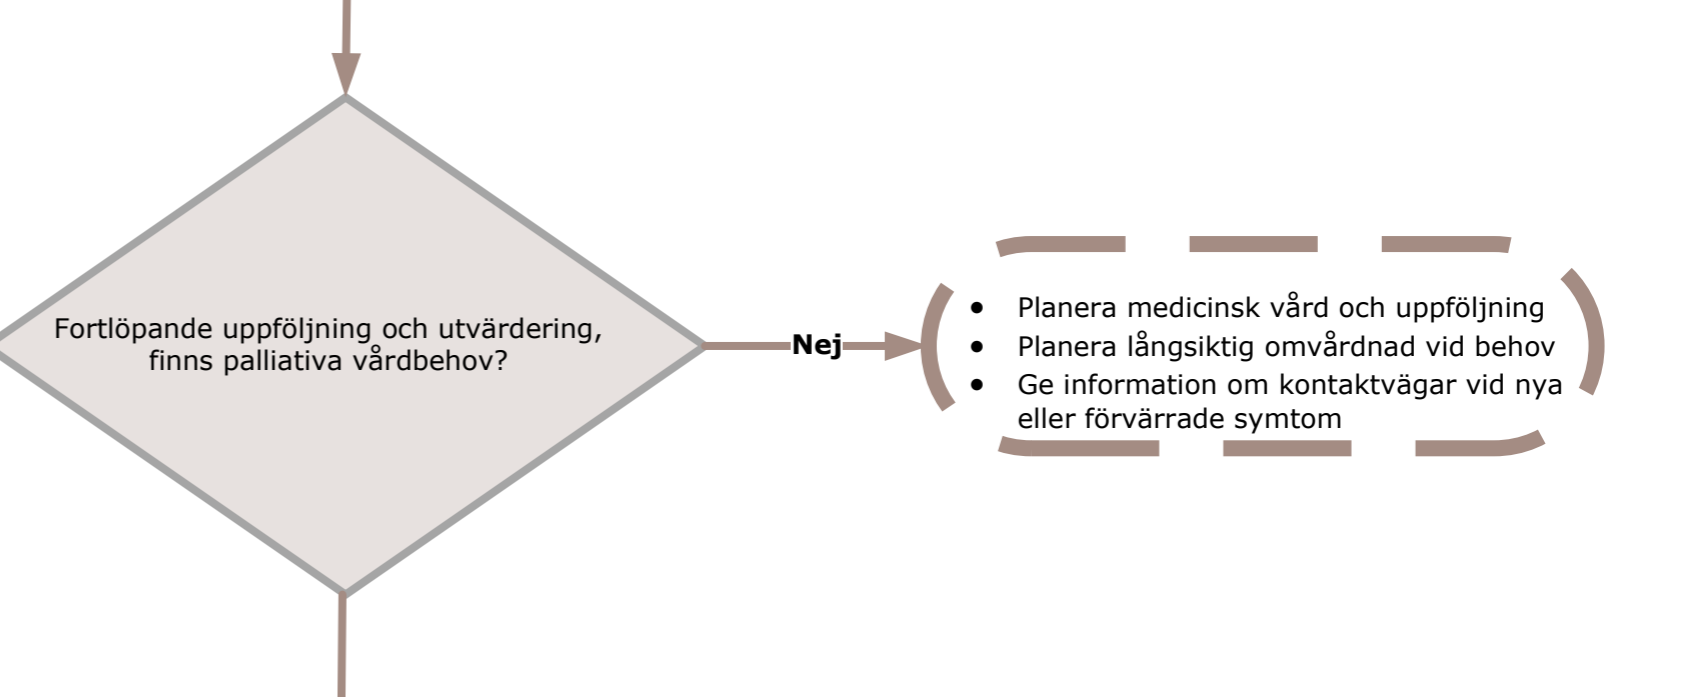 Fortlöpande uppföljning och utvärdering,
finns palliativa vårdbehov?
Nej
• Planera medicinsk vård och uppföljning
• Planera långsiktig omvårdnad vid behov
• Ge information om kontaktvägar vid nya
eller förvärrade symtom